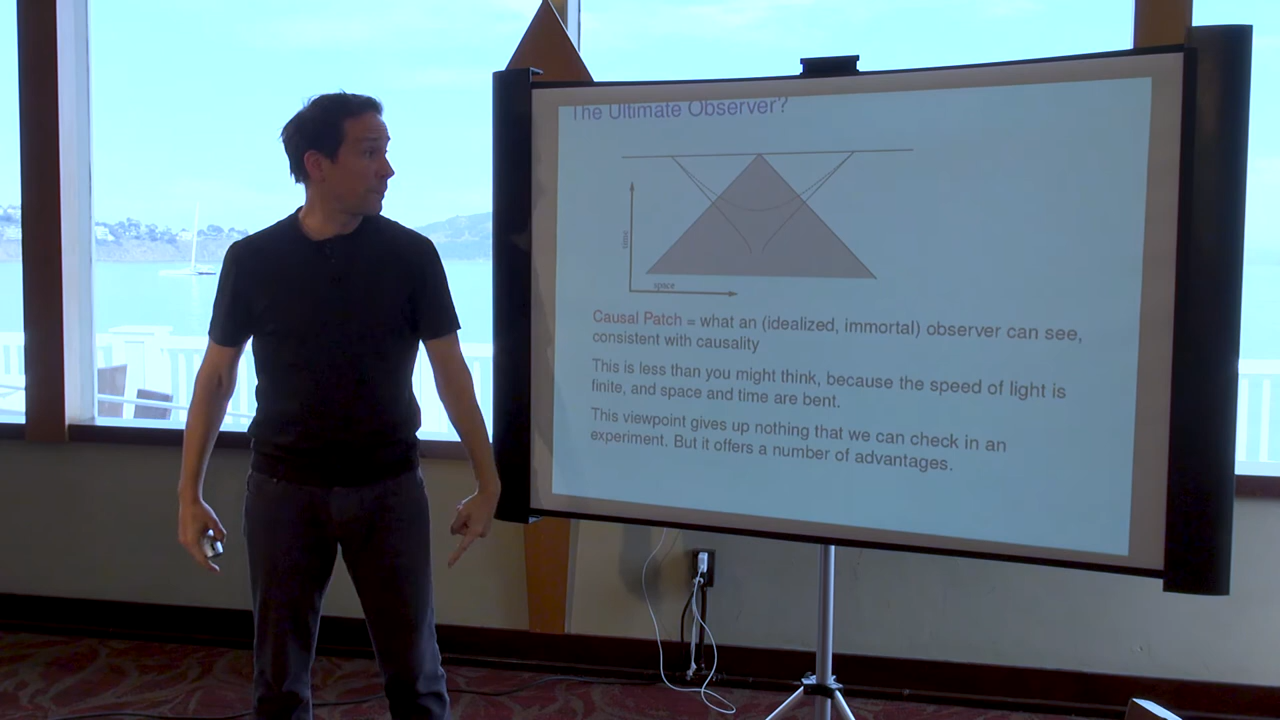 The Ultimate Observer?
time
space
Causal Patch = what an (idealized, immortal) observer can see,
consistent with causality
This is less than you might think, because the speed of light is
finite, and space and time are bent.
This viewpoint gives up nothing that we can check in an
experiment. But it offers a number of advantages.